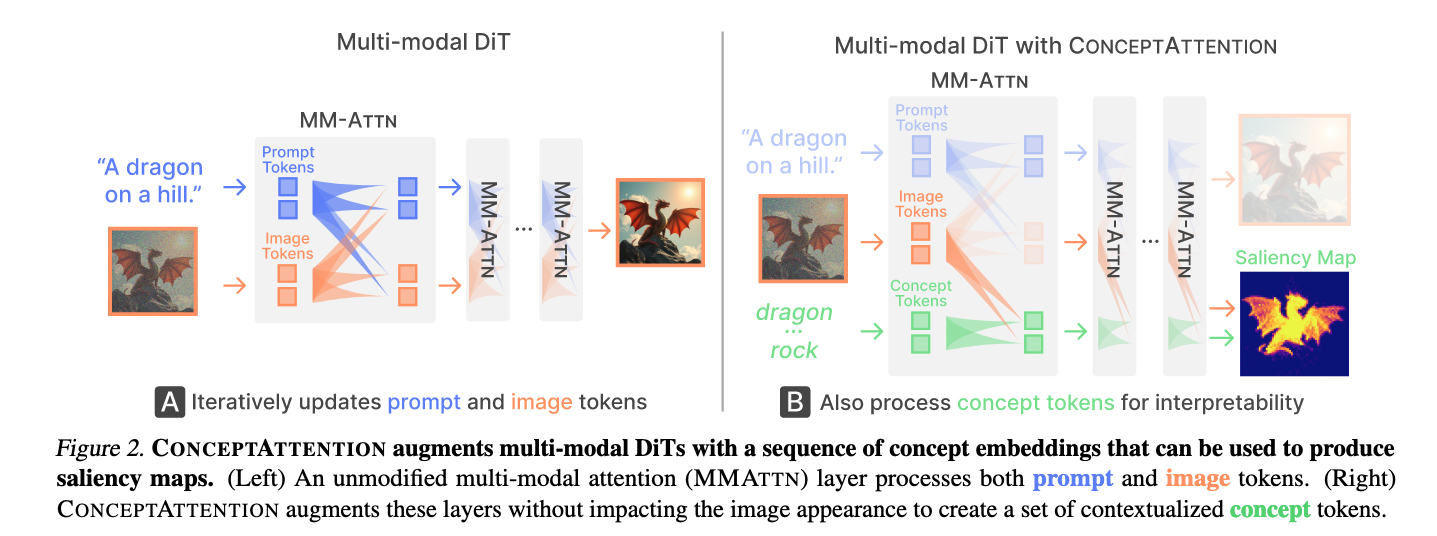 Multi-modal DiT
MM-ATTN
“A dragon
on a hill.”
Prompt
Tokens
Image
Tokens
MM-ATTN
...
MM-ATTN
A Iteratively updates prompt and image tokens
Multi-modal DiT with CONCEPTATTENTION
MM-ATTN
“A dragon
on a hill.”
Prompt
Tokens
Image
Tokens
Concept
Tokens
dragon
...
rock
MM-ATTN
...
MM-ATTN
Saliency Map
B Also process concept tokens for interpretability
Figure 2. CONCEPTATTENTION augments multi-modal DiTs with a sequence of concept embeddings that can be used to produce
saliency maps. (Left) An unmodified multi-modal attention (MMATTN) layer processes both prompt and image tokens. (Right)
CONCEPTATTENTION augments these layers without impacting the image appearance to create a set of contextualized concept tokens.